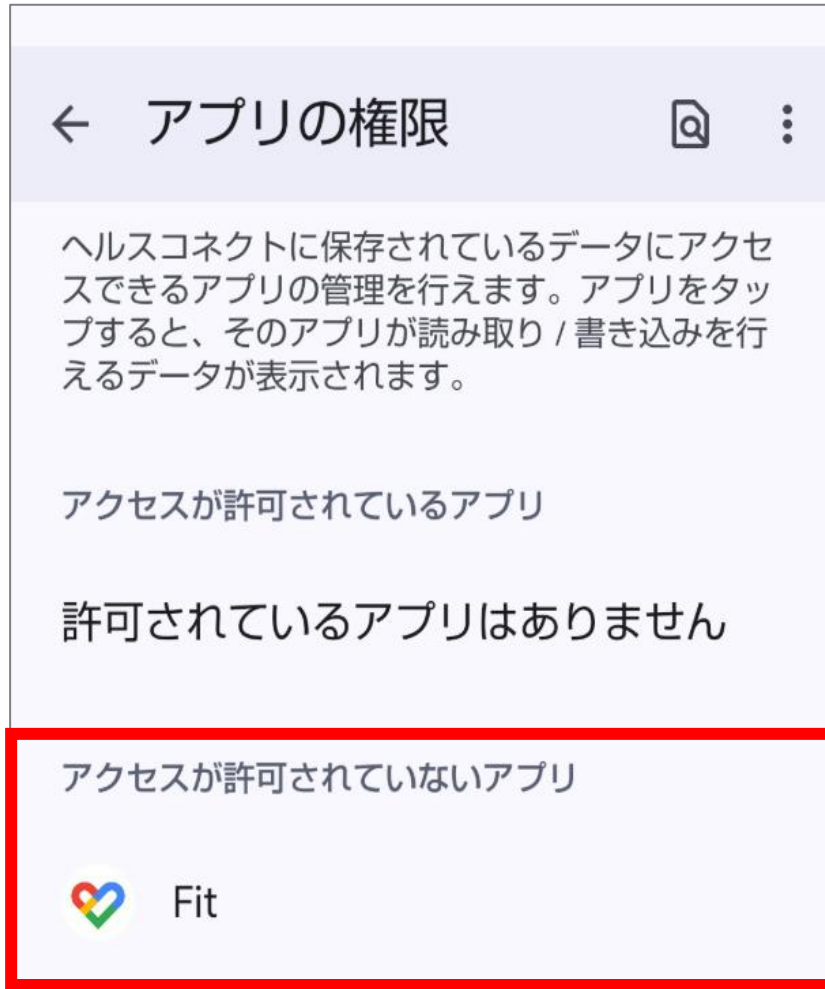 アプリの権限
ヘルスコネクトに保存されているデータにアクセ
スできるアプリの管理を行えます。アプリをタッ
プすると、そのアプリが読み取り / 書き込みを行
えるデータが表示されます。
アクセスが許可されているアプリ
許可されているアプリはありません
アクセスが許可されていないアプリ
Fit